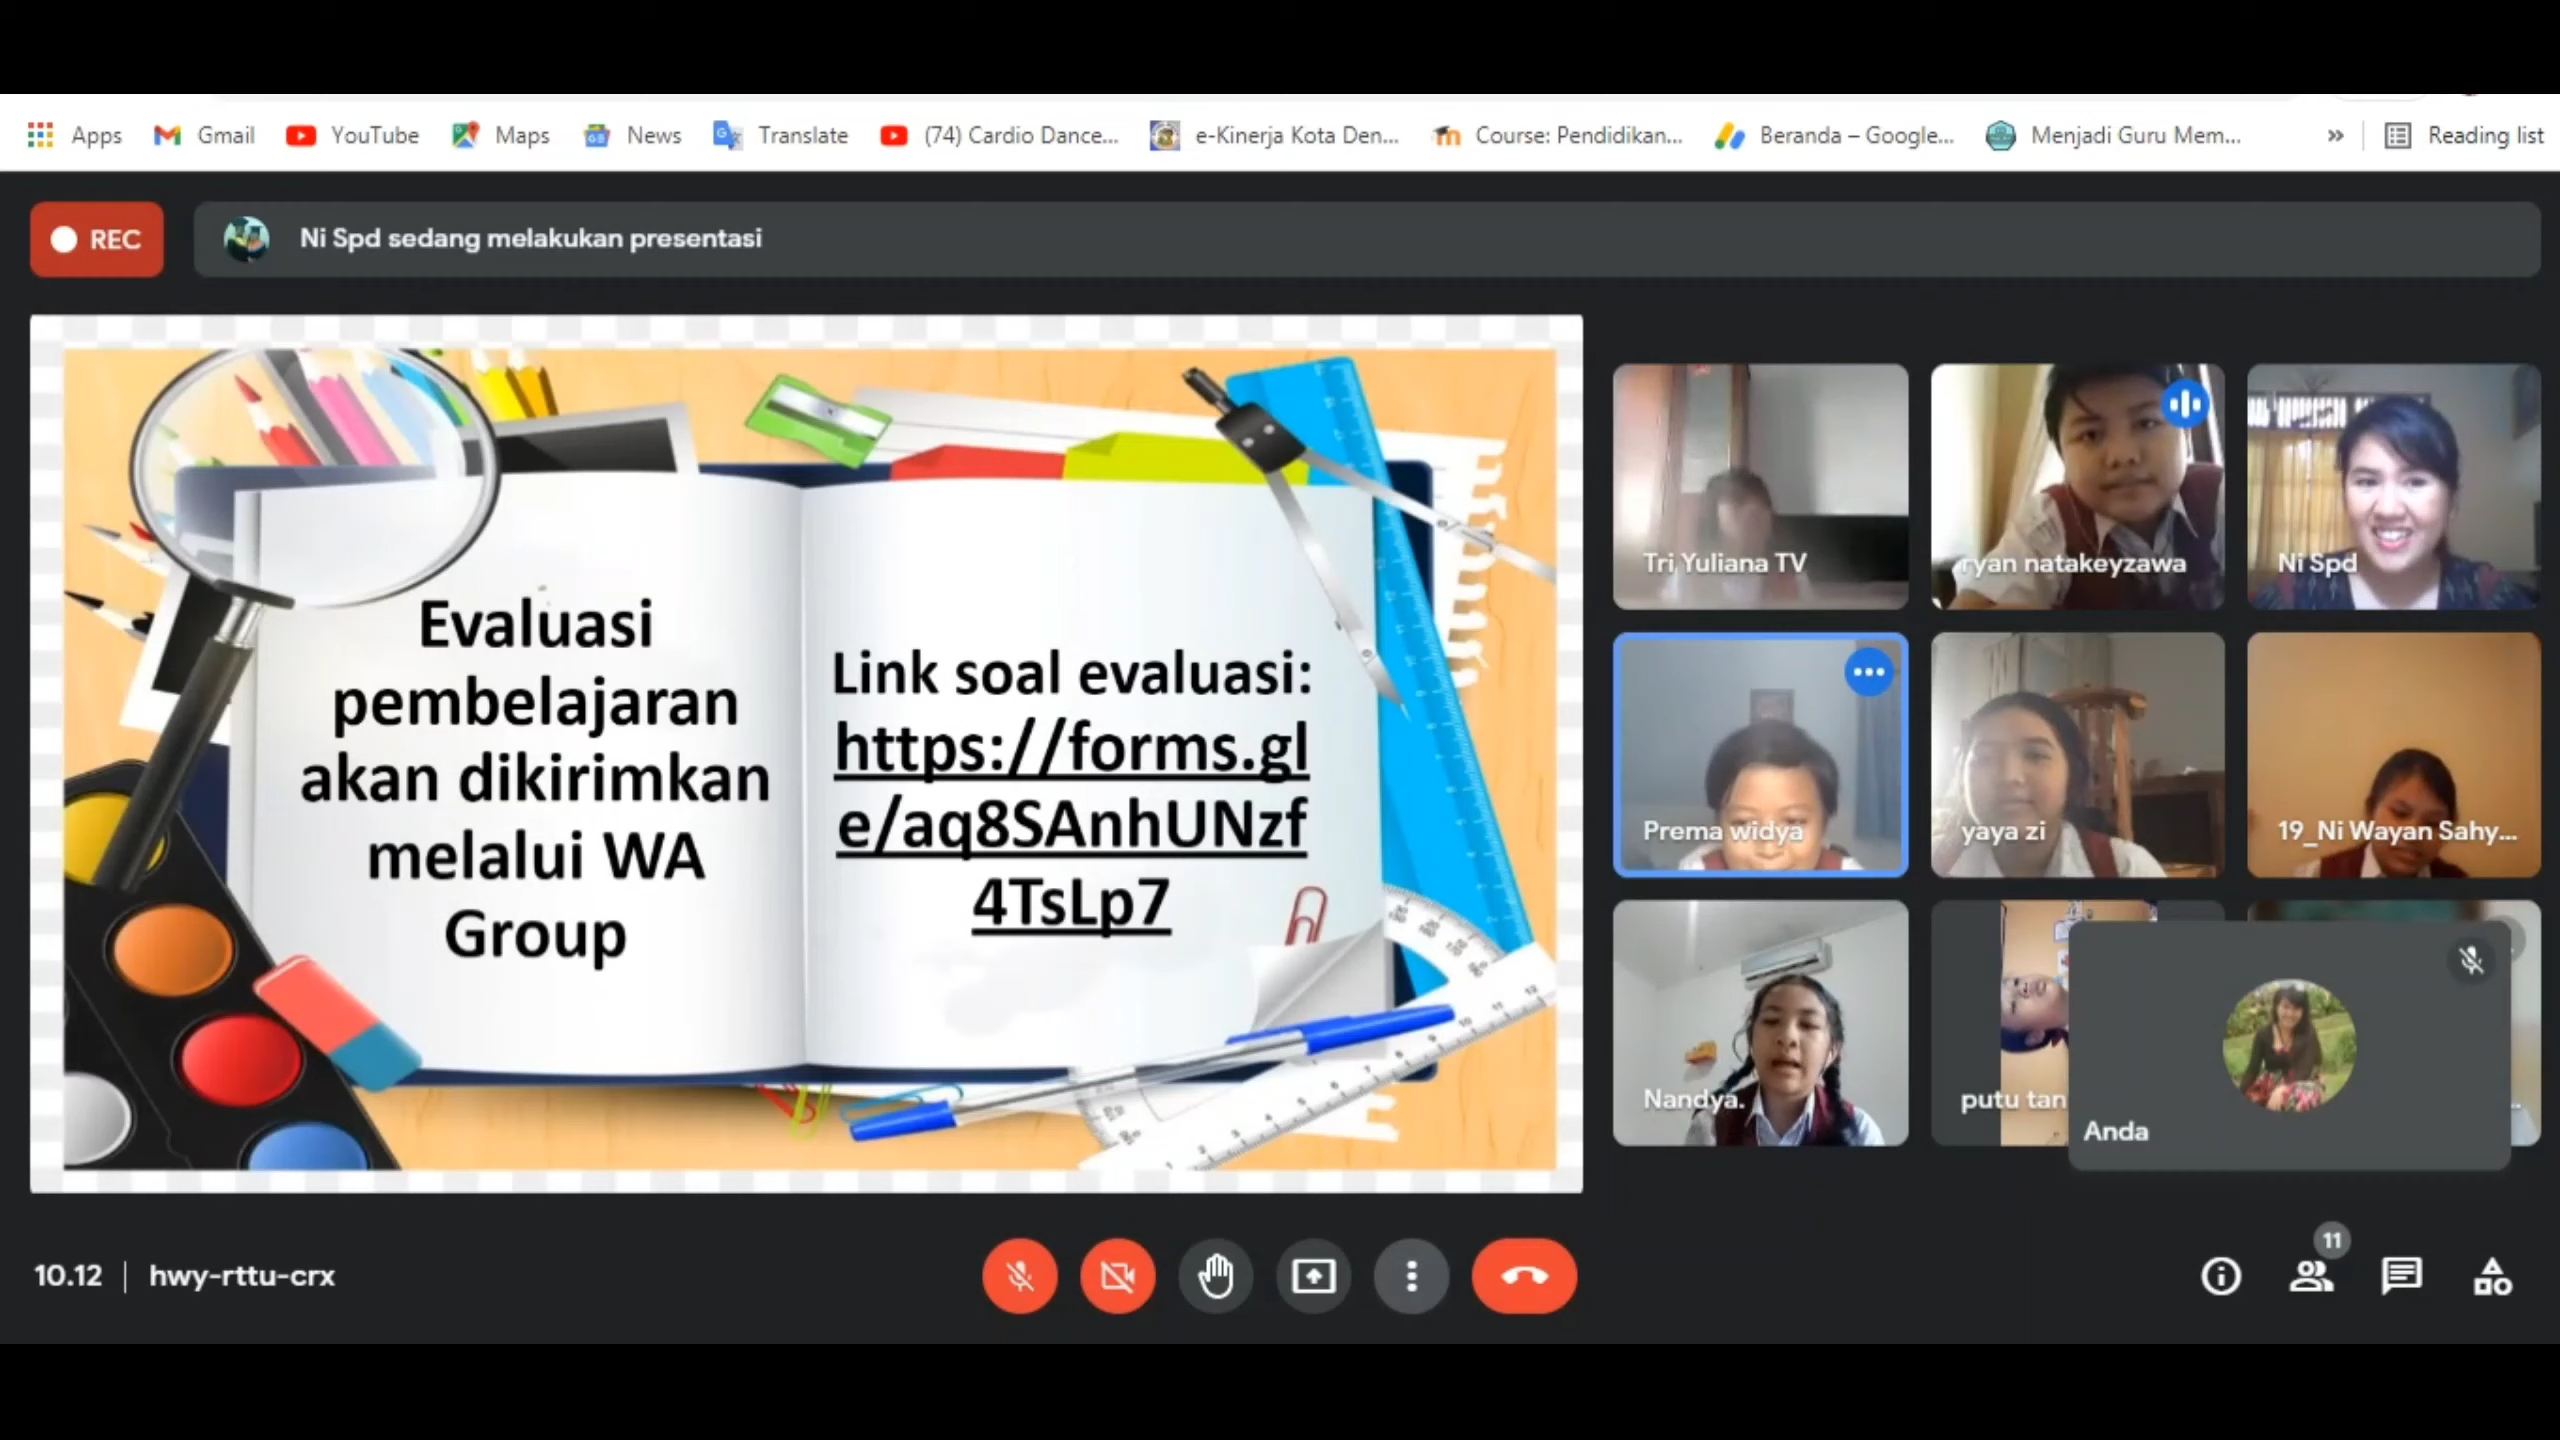 Apps Gmail YouTube Maps News Translate (74) Cardio Dance... e-Kinerja Kota Den... Course: Pendidikan... Beranda – Google... Menjadi Guru Mem... » Reading list
REC Ni Spd sedang melakukan presentasi
Evaluasi
pembelajaran
akan dikirimkan
melalui WA
Group
Link soal evaluasi:
https://forms.gl
e/aq8SAnhUNzf
4TsLp7
Tri Yuliana TV
ryan natakeyzawa
Ni Spd
Prema widya
yaya zi
19_Ni Wayan Sahy...
Nandya.
putu tan
Anda
10.12 | hwy-rttu-crx
11